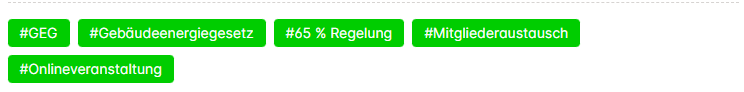 #GEG #Gebäudeenergiegesetz #65 % Regelung #Mitgliederaustausch
#Onlineveranstaltung